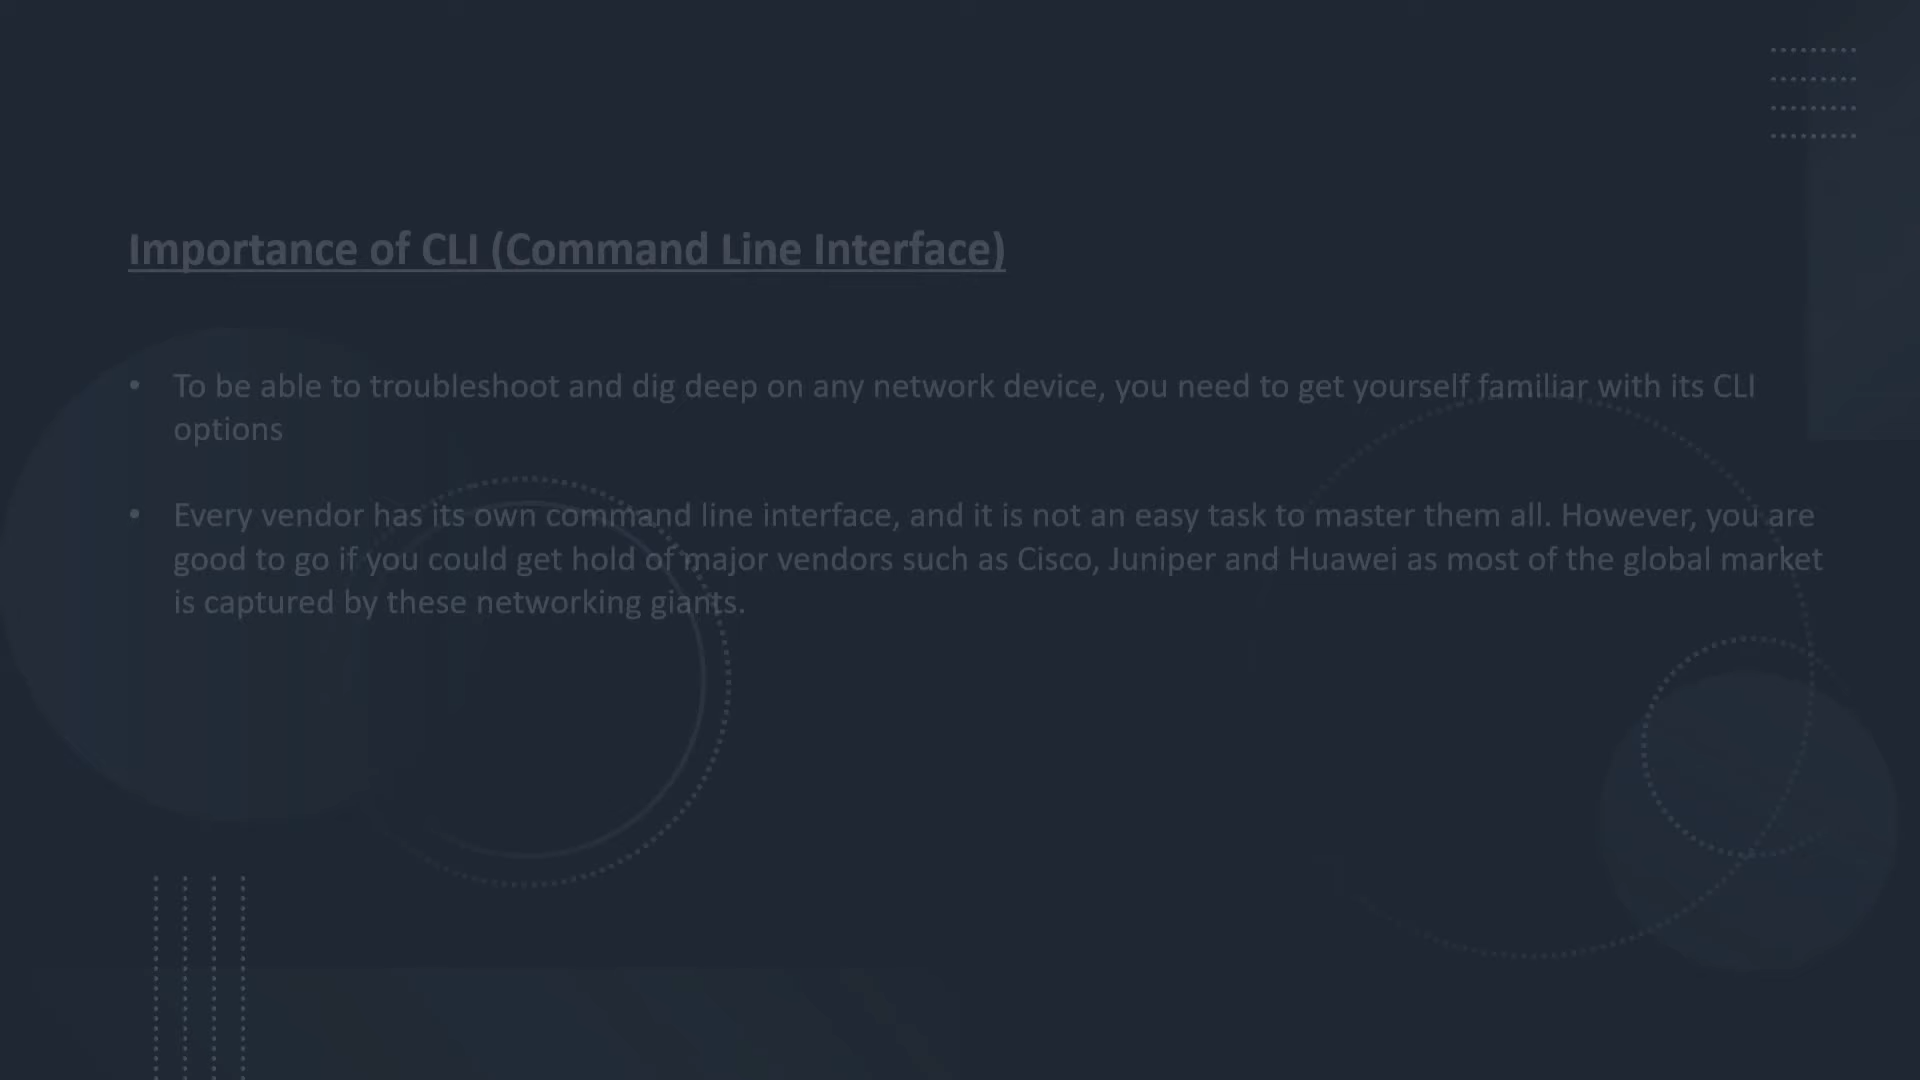 Importance of CLI (Command Line Interface)
• To be able to troubleshoot and dig deep on any network device, you need to get yourself familiar with its CLI
options
• Every vendor has its own command line interface, and it is not an easy task to master them all. However, you are
good to go if you could get hold of major vendors such as Cisco, Juniper and Huawei as most of the global market
is captured by these networking giants.